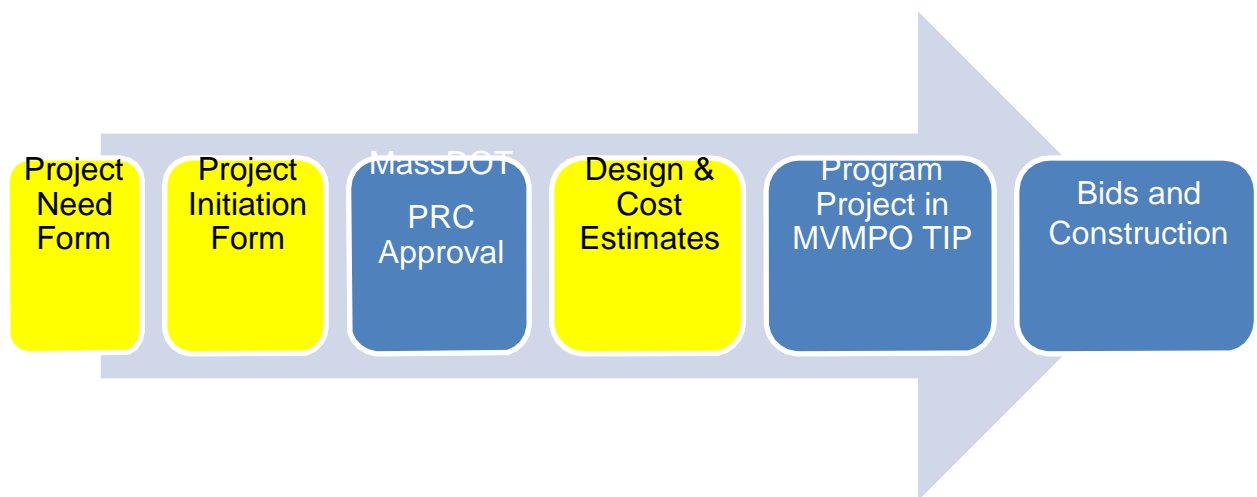 Project
Need
Form
Project
Initiation
Form
MassDOT
PRC
Approval
Design &
Cost
Estimates
Program
Project in
MVMPO TIP
Bids and
Construction